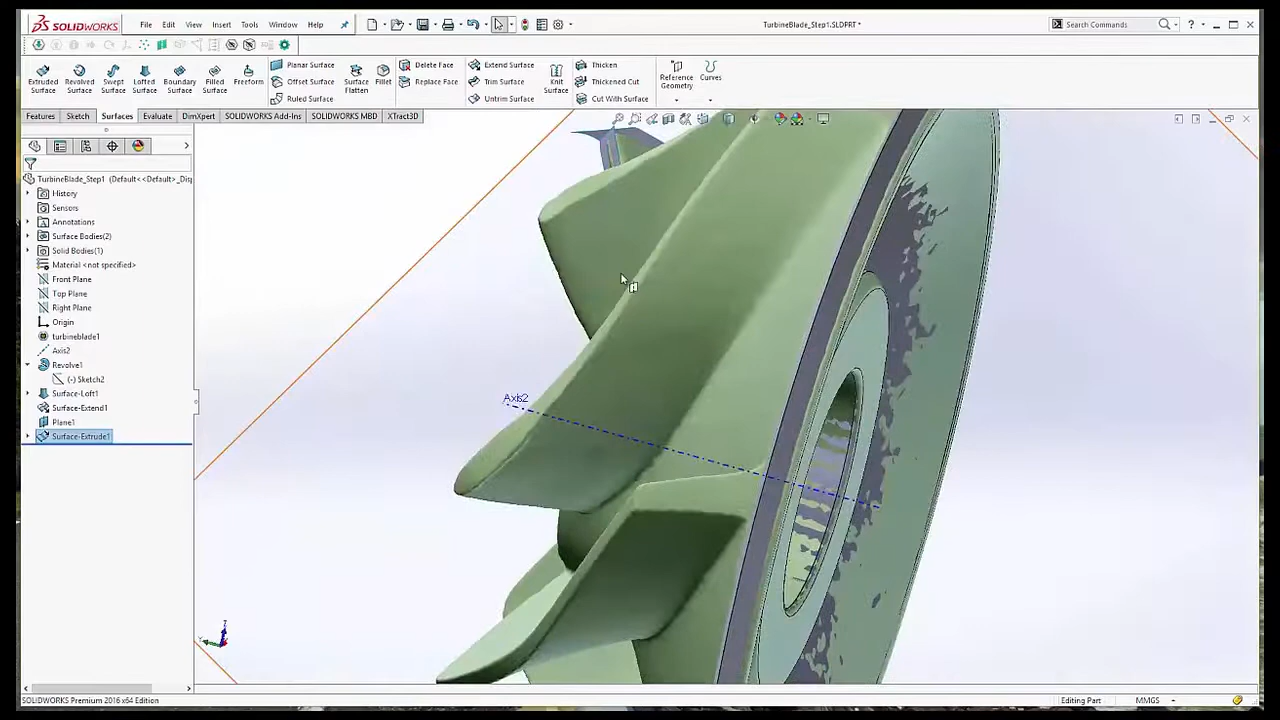 SOLIDWORKS
File Edit View Insert Tools Window Help
TurbineBlade_Step1.SLDPRT *
Search Commands
Extruded Surface
Revolved Surface
Swept Surface
Lofted Surface
Boundary Surface
Filled Surface
Freeform
Planar Surface
Offset Surface
Ruled Surface
Surface Flatten
Fillet
Delete Face
Replace Face
Extend Surface
Trim Surface
Untrim Surface
Knit Surface
Thicken
Thickened Cut
Cut With Surface
Reference Geometry
Curves
Features Sketch Surfaces Evaluate DimXpert SOLIDWORKS Add-Ins SOLIDWORKS MBD XTract3D
TurbineBlade_Step1 (Default<<Default>_Disp
History
Sensors
Annotations
Surface Bodies(2)
Solid Bodies(1)
Material <not specified>
Front Plane
Top Plane
Right Plane
Origin
turbineblade1
Axis2
Revolve1
(-) Sketch2
Surface-Loft1
Surface-Extend1
Plane1
Surface-Extrude1
Axis2
Z
SOLIDWORKS Premium 2016 x64 Edition
Editing Part
MMGS